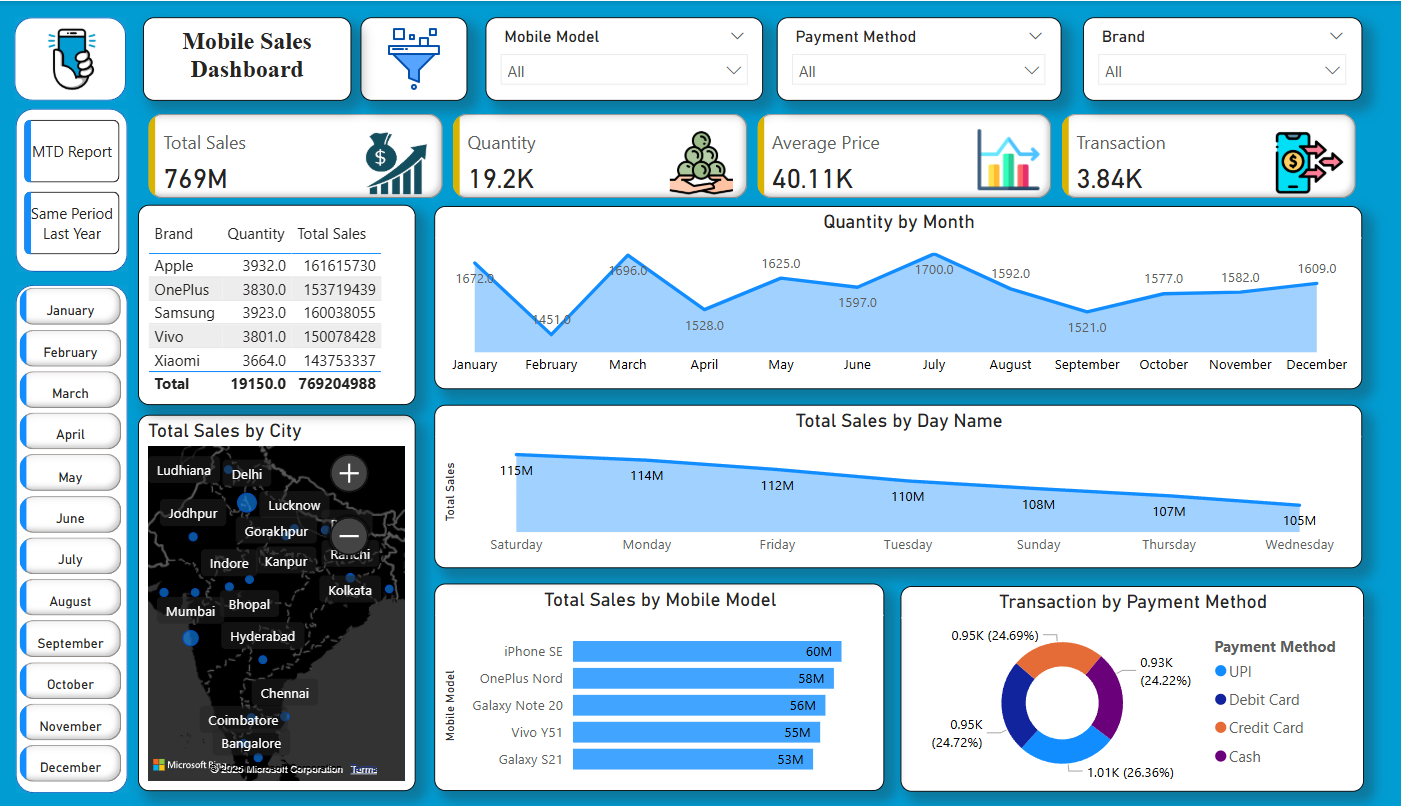 Mobile Sales
Dashboard
Mobile Model
All
Payment Method
All
Brand
All
MTD Report
Same Period
Last Year
January
February
March
April
May
June
July
August
September
October
November
December
Total Sales
769M
Quantity
19.2K
Average Price
40.11K
Transaction
3.84K
Brand Quantity Total Sales
Apple 3932.0 161615730
OnePlus 3830.0 153719439
Samsung 3923.0 160038055
Vivo 3801.0 150078428
Xiaomi 3664.0 143753337
Total 19150.0 769204988
Quantity by Month
1672.0 1451.0 1696.0 1528.0 1625.0 1597.0 1700.0 1592.0 1521.0 1577.0 1582.0 1609.0
January February March April May June July August September October November December
Total Sales by City
Ludhiana
Delhi
Jodhpur
Lucknow
Gorakhpur
Indore
Kanpur
Ranchi
Kolkata
Mumbai
Bhopal
Hyderabad
Chennai
Coimbatore
Bangalore
Microsoft Bing
© 2025 Microsoft Corporation Terms
Total Sales by Day Name
Total Sales
115M 114M 112M 110M 108M 107M 105M
Saturday Monday Friday Tuesday Sunday Thursday Wednesday
Total Sales by Mobile Model
Mobile Model
iPhone SE 60M
OnePlus Nord 58M
Galaxy Note 20 56M
Vivo Y51 55M
Galaxy S21 53M
Transaction by Payment Method
0.95K (24.69%)
0.93K
(24.22%)
0.95K
(24.72%)
1.01K (26.36%)
Payment Method
UPI
Debit Card
Credit Card
Cash